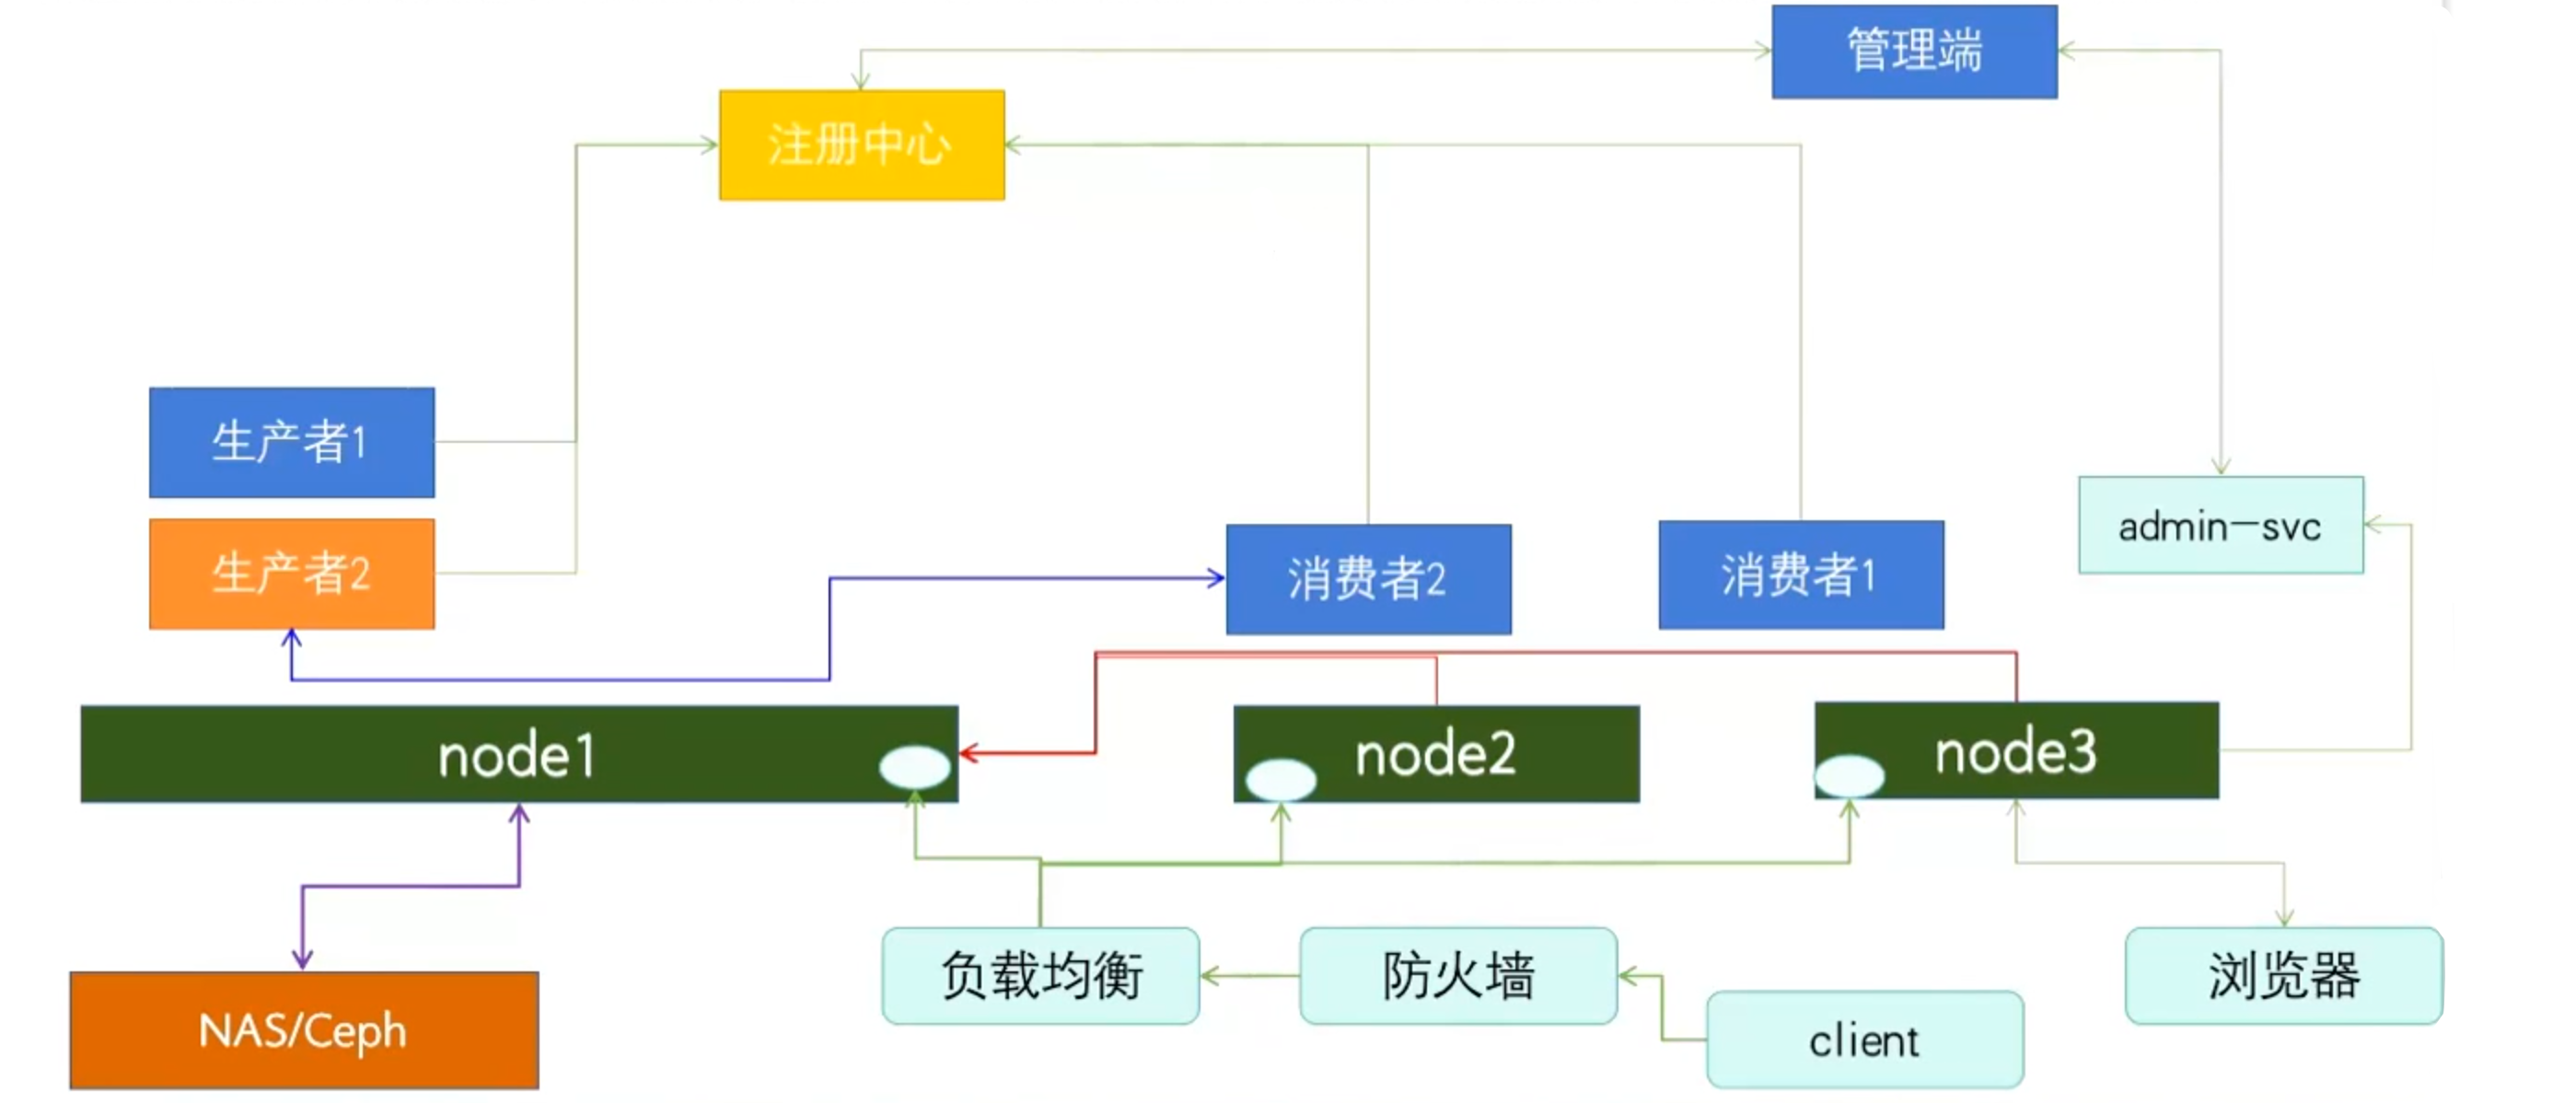 管理端
注册中心
生产者1
生产者2
消费者2
消费者1
admin-svc
node1
node2
node3
负载均衡
防火墙
浏览器
client
NAS/Ceph